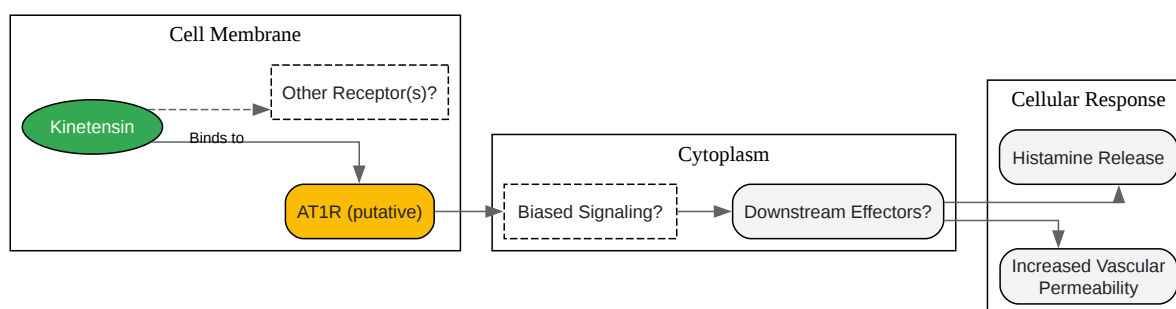 Cell Membrane
Other Receptor(s)?
Kinetensin
Binds to
AT1R (putative)
Cytoplasm
Biased Signaling?
Downstream Effectors?
Cellular Response
Histamine Release
Increased Vascular
Permeability